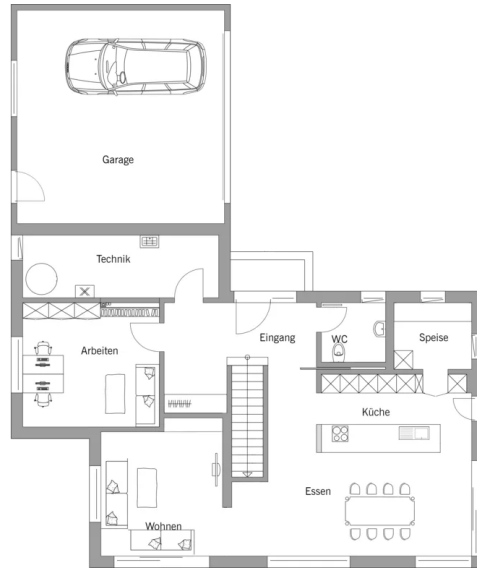 Garage
Technik
Eingang
WC
Speise
Arbeiten
Küche
Essen
Wohnen